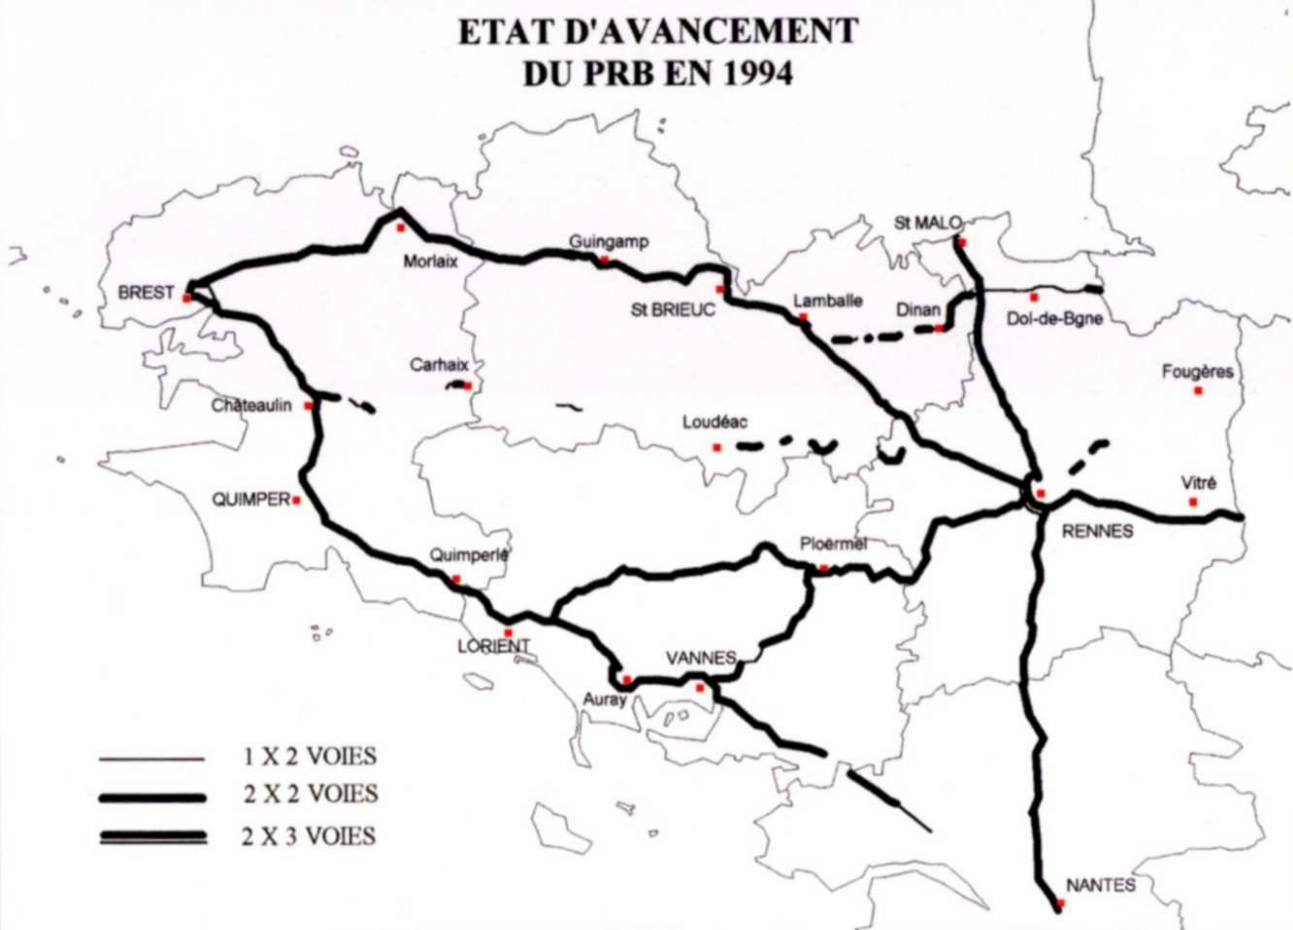 ETAT D'AVANCEMENT
DU PRB EN 1994
St MALO
Guingamp
Morlaix
BREST
St BRIEUC
Lamballe
Dinan
Dol-de-Bgne
Carhaix
Fougères
Châteaulin
Loudéac
QUIMPER
Vitré
RENNES
Quimperlé
Ploërmel
LORIENT
VANNES
Auray
1 X 2 VOIES
2 X 2 VOIES
2 X 3 VOIES
NANTES